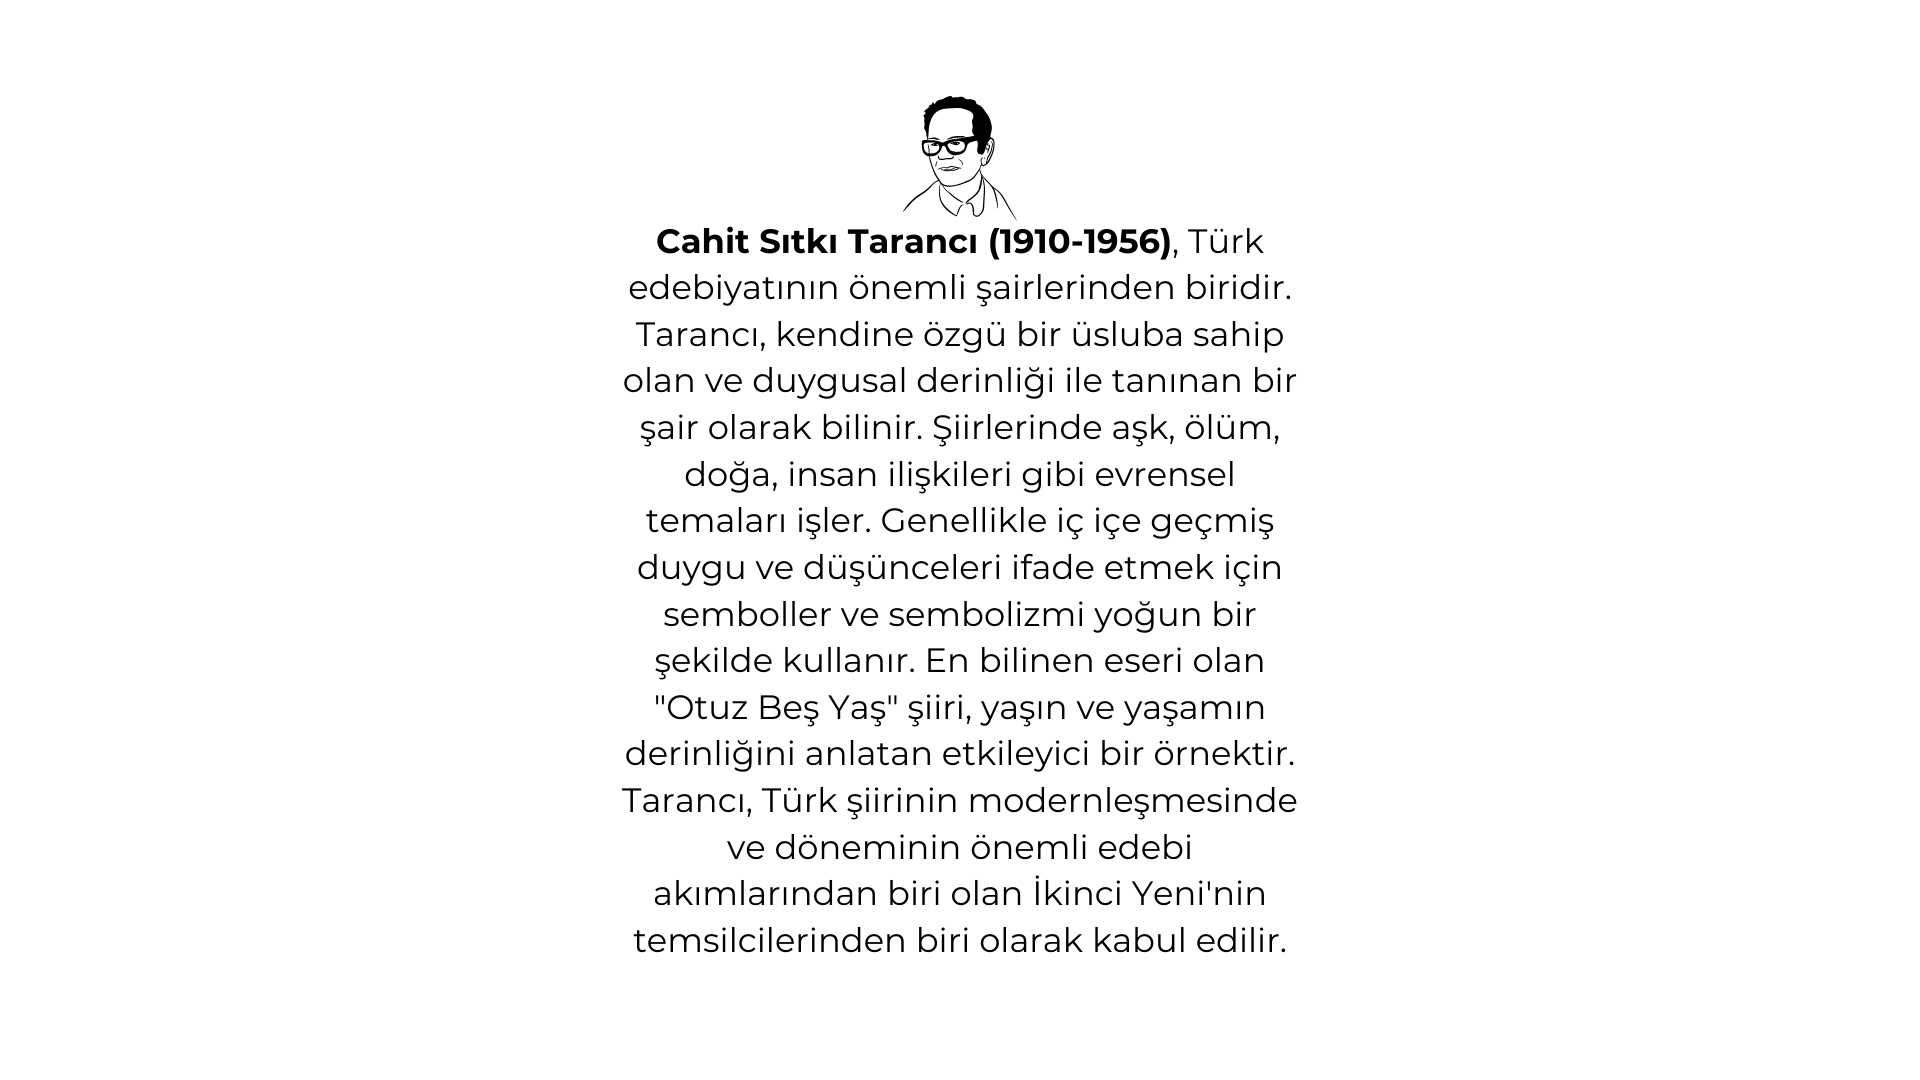 Cahit Sıtkı Tarancı (1910-1956), Türk
edebiyatının önemli şairlerinden biridir.
Tarancı, kendine özgü bir üsluba sahip
olan ve duygusal derinliği ile tanınan bir
şair olarak bilinir. Şiirlerinde aşk, ölüm,
doğa, insan ilişkileri gibi evrensel
temaları işler. Genellikle iç içe geçmiş
duygu ve düşünceleri ifade etmek için
semboller ve sembolizmi yoğun bir
şekilde kullanır. En bilinen eseri olan
"Otuz Beş Yaş" şiiri, yaşın ve yaşamın
derinliğini anlatan etkileyici bir örnektir.
Tarancı, Türk şiirinin modernleşmesinde
ve döneminin önemli edebi
akımlarından biri olan İkinci Yeni'nin
temsilcilerinden biri olarak kabul edilir.